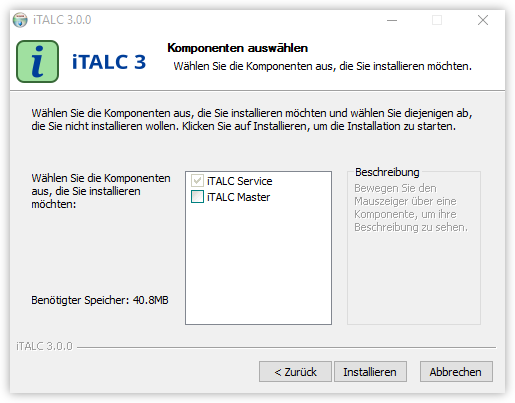 iTALC 3.0.0
i iTALC 3
Komponenten auswählen
Wählen Sie die Komponenten aus, die Sie installieren möchten.
Wählen Sie die Komponenten aus, die Sie installieren möchten und wählen Sie diejenigen ab,
die Sie nicht installieren wollen. Klicken Sie auf Installieren, um die Installation zu starten.
Wählen Sie die Komponenten
aus, die Sie installieren
möchten:
iTALC Service
iTALC Master
Beschreibung
Bewegen Sie den
Mauszeiger über eine
Komponente, um ihre
Beschreibung zu sehen.
Benötigter Speicher: 40.8MB
iTALC 3.0.0
< Zurück
Installieren
Abbrechen